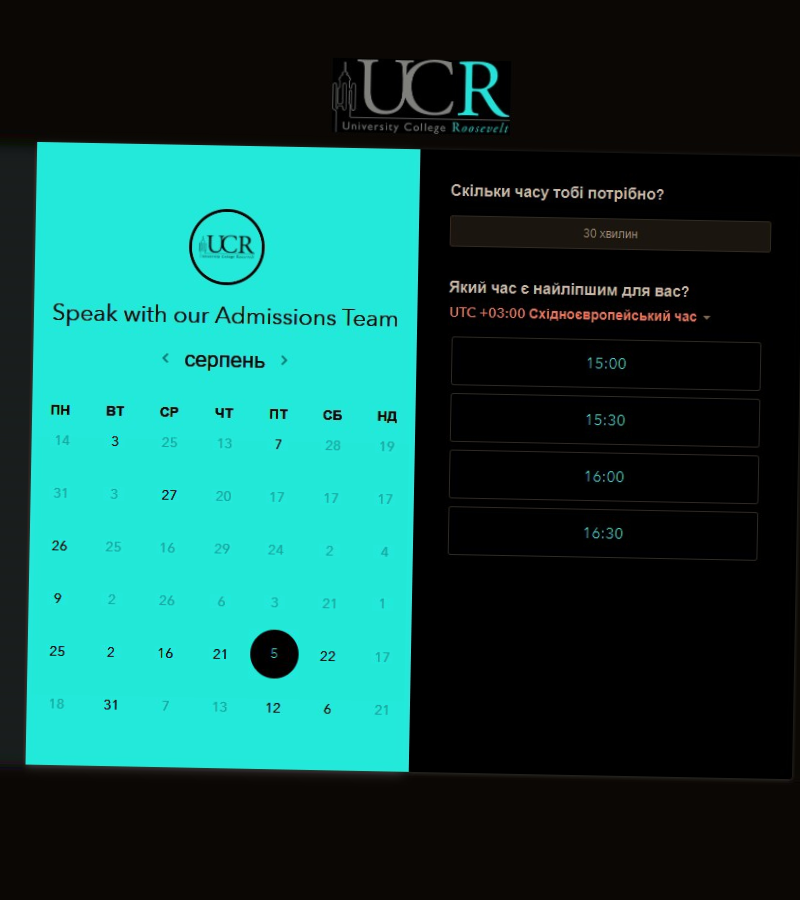 UCR
University College Roosevelt
UCR
University College Roosevelt
Speak with our Admissions Team
серпень
ПН ВТ СР ЧТ ПТ СБ НД
14 3 25 13 7 28 19
31 3 27 20 17 17 17
26 25 16 29 24 2 4
9 2 26 6 3 21 1
25 2 16 21 5 22 17
18 31 7 13 12 6 21
Скільки часу тобі потрібно?
30 хвилин
Який час є найліпшим для вас?
UTC +03:00 Східноєвропейський час
15:00
15:30
16:00
16:30